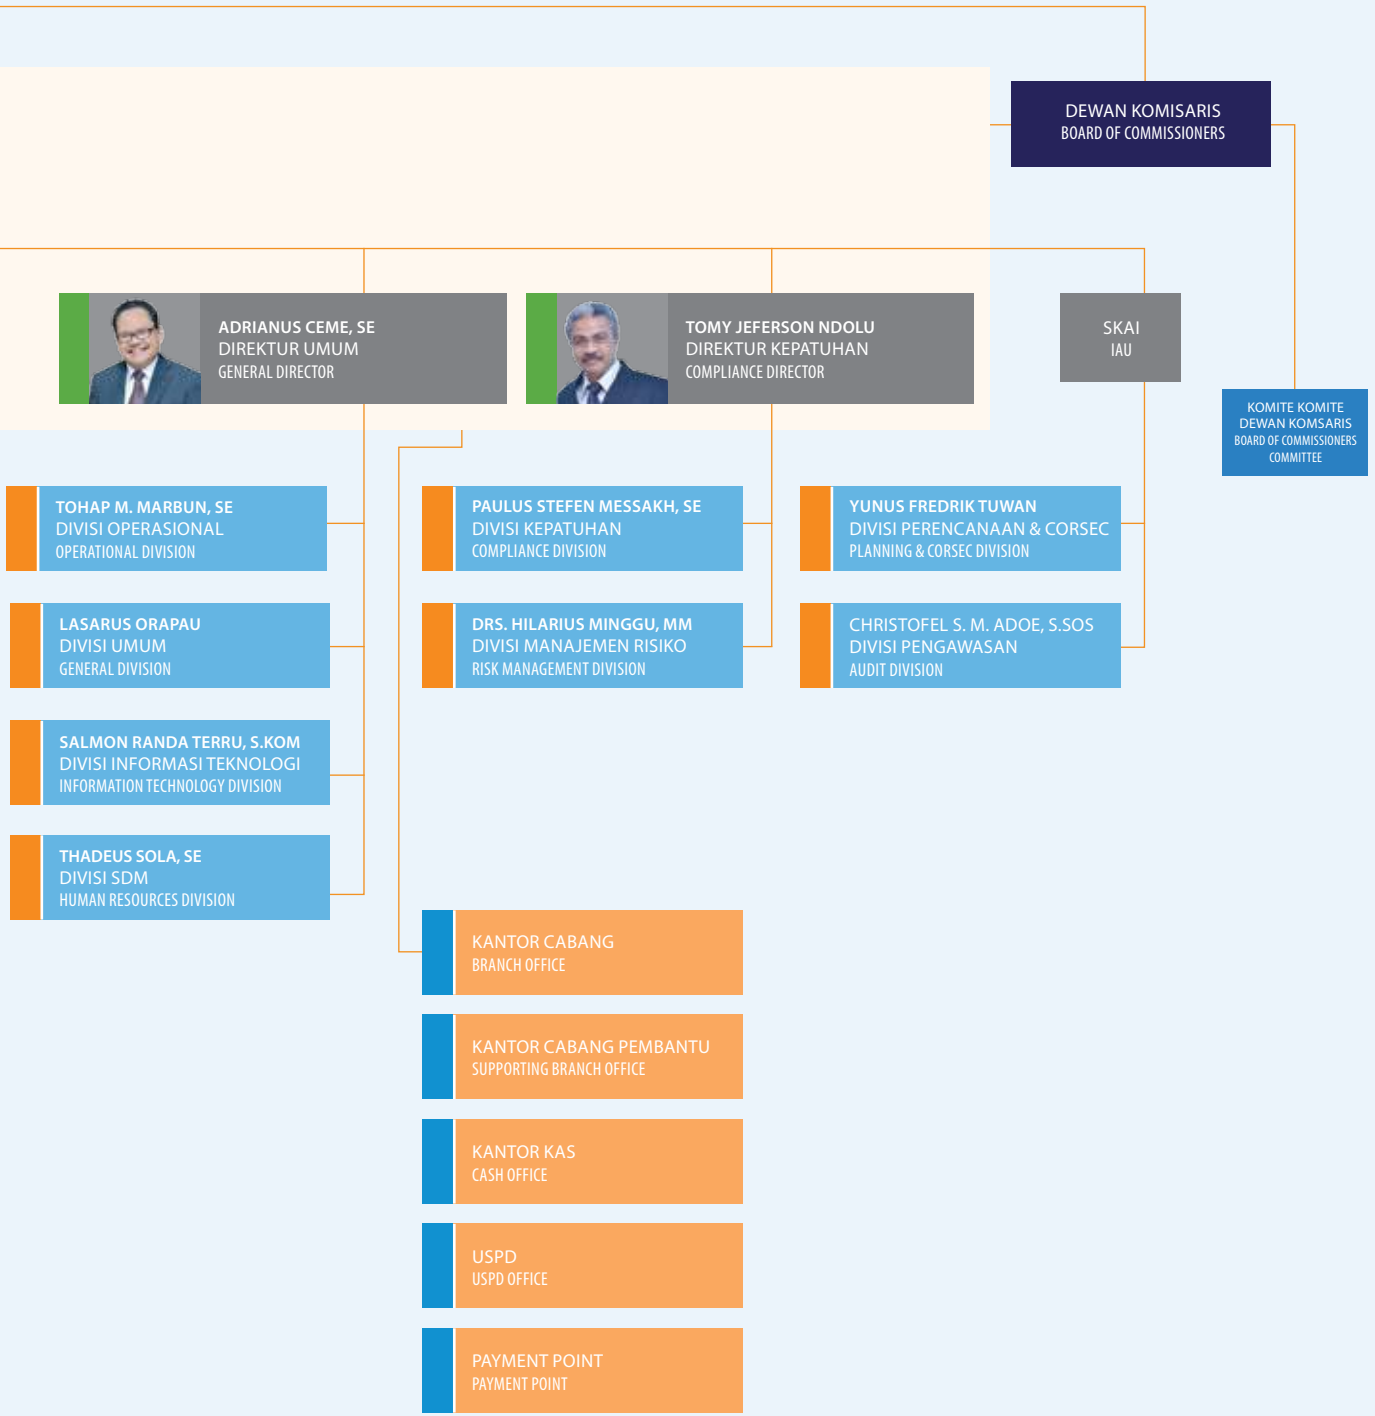 DEWAN KOMISARIS
BOARD OF COMMISSIONERS
ADRIANUS CEME, SE
DIREKTUR UMUM
GENERAL DIRECTOR
TOMY JEFERSON NDOLU
DIREKTUR KEPATUHAN
COMPLIANCE DIRECTOR
SKAI
IAU
KOMITE KOMITE
DEWAN KOMSARIS
BOARD OF COMMISSIONERS
COMMITTEE
TOHAP M. MARBUN, SE
DIVISI OPERASIONAL
OPERATIONAL DIVISION
PAULUS STEFEN MESSAKH, SE
DIVISI KEPATUHAN
COMPLIANCE DIVISION
YUNUS FREDRIK TUWAN
DIVISI PERENCANAAN & CORSEC
PLANNING & CORSEC DIVISION
LASARUS ORAPAU
DIVISI UMUM
GENERAL DIVISION
DRS. HILARIUS MINGGU, MM
DIVISI MANAJEMEN RISIKO
RISK MANAGEMENT DIVISION
CHRISTOFEL S. M. ADOE, S.SOS
DIVISI PENGAWASAN
AUDIT DIVISION
SALMON RANDA TERRU, S.KOM
DIVISI INFORMASI TEKNOLOGI
INFORMATION TECHNOLOGY DIVISION
THADEUS SOLA, SE
DIVISI SDM
HUMAN RESOURCES DIVISION
KANTOR CABANG
BRANCH OFFICE
KANTOR CABANG PEMBANTU
SUPPORTING BRANCH OFFICE
KANTOR KAS
CASH OFFICE
USPD
USPD OFFICE
PAYMENT POINT
PAYMENT POINT